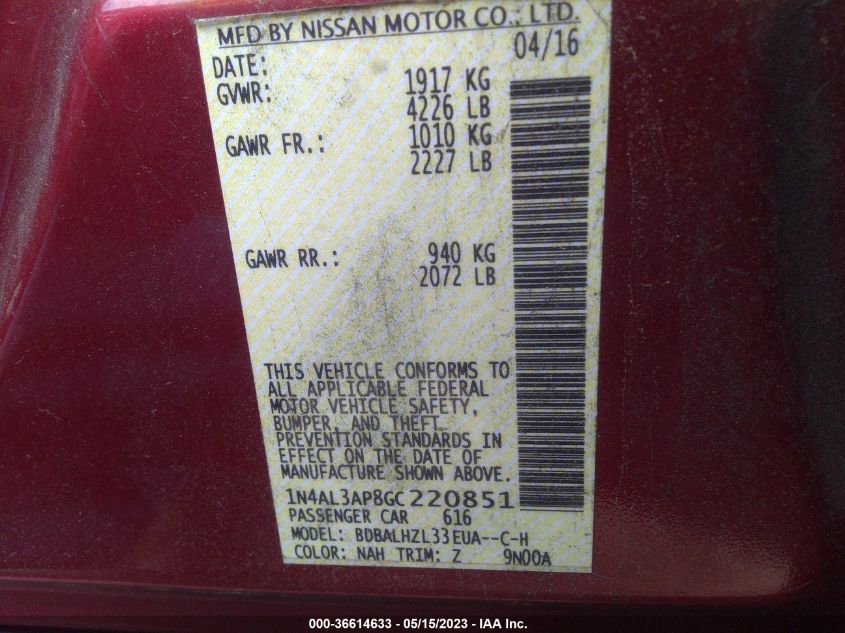 MFD BY NISSAN MOTOR CO., LTD.
DATE: 04/16
GVWR: 1917 KG
4226 LB
GAWR FR.: 1010 KG
2227 LB
GAWR RR.: 940 KG
2072 LB
THIS VEHICLE CONFORMS TO
ALL APPLICABLE FEDERAL
MOTOR VEHICLE SAFETY,
BUMPER, AND THEFT
PREVENTION STANDARDS IN
EFFECT ON THE DATE OF
MANUFACTURE SHOWN ABOVE.
1N4AL3AP8GC220851
PASSENGER CAR 616
MODEL: BDBALHZL33EUA--C-H
COLOR: NAH TRIM: Z 9N00A
000-36614633 - 05/15/2023 - IAA Inc.